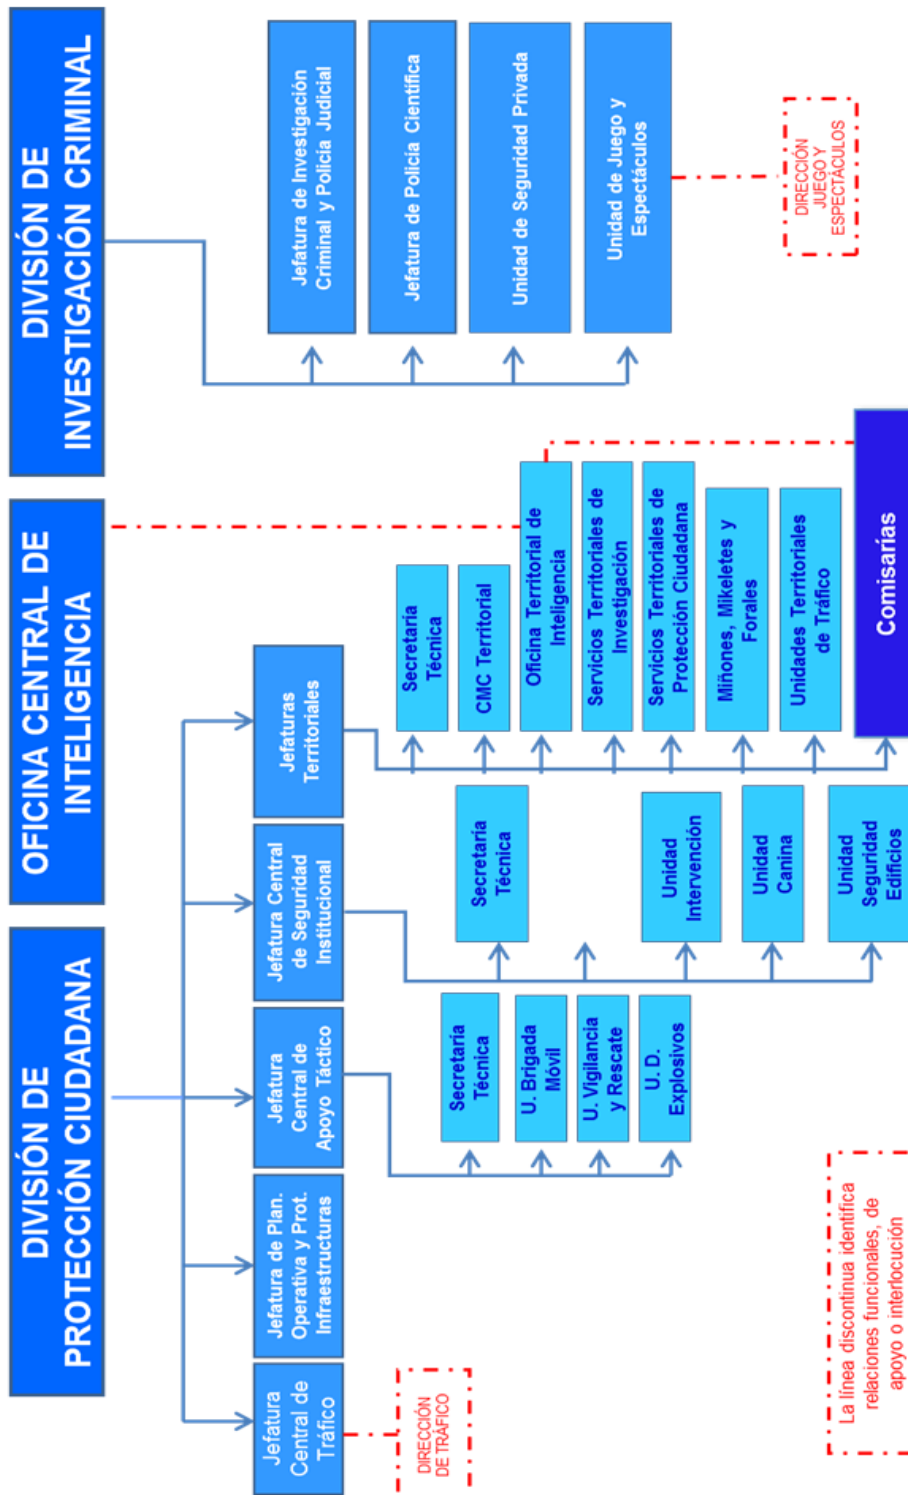 DIVISIÓN DE
PROTECCIÓN CIUDADANA
OFICINA CENTRAL DE
INTELIGENCIA
DIVISIÓN DE
INVESTIGACIÓN CRIMINAL
Jefatura
Central de
Tráfico
Jefatura de Plan.
Operativa y Prot.
Infraestructuras
Jefatura
Central de
Apoyo Táctico
Jefatura Central
de Seguridad
Institucional
Jefaturas
Territoriales
Jefatura de Investigación
Criminal y Policia Judicial
Jefatura de Policia Científica
Unidad de Seguridad Privada
Unidad de Juego y
Espectáculos
DIRECCIÓN
DE TRÁFICO
Secretaría
Técnica
U. Brigada
Móvil
U. Vigilancia
y Rescate
U. D.
Explosivos
Secretaría
Técnica
Unidad
Intervención
Unidad
Canina
Unidad
Seguridad
Edificios
Secretaría
Técnica
CMC Territorial
Oficina Territorial de
Inteligencia
Servicios Territoriales de
Investigación
Servicios Territoriales de
Protección Ciudadana
Miñones, Mikeletes y
Forales
Unidades Territoriales
de Tráfico
Comisarías
DIRECCIÓN
JUEGO Y
ESPECTÁCULOS
La línea discontinua identifica
relaciones funcionales, de
apoyo o interlocución